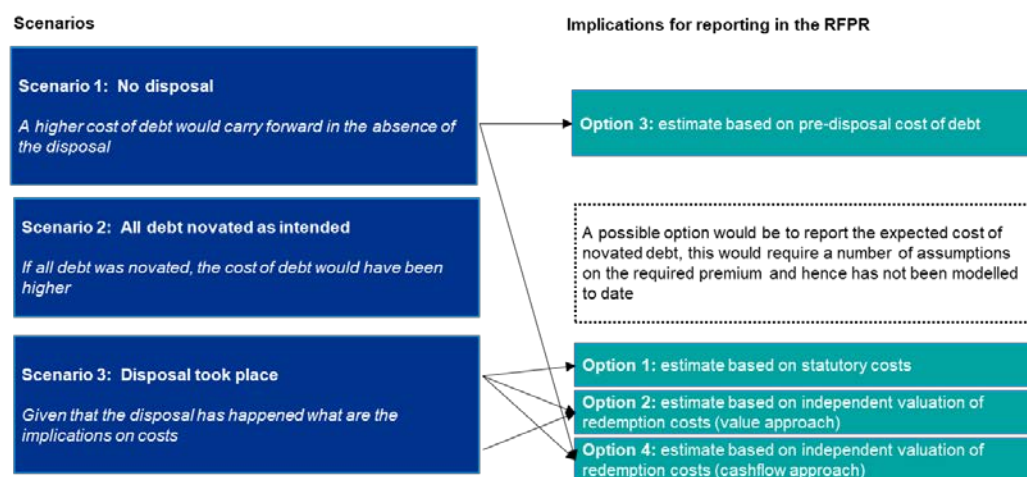 Scenarios
Scenario 1: No disposal
A higher cost of debt would carry forward in the absence of
the disposal
Scenario 2: All debt novated as intended
If all debt was novated, the cost of debt would have been
higher
Scenario 3: Disposal took place
Given that the disposal has happened what are the
implications on costs
Implications for reporting in the RFPR
Option 3: estimate based on pre-disposal cost of debt
A possible option would be to report the expected cost of
novated debt, this would require a number of assumptions
on the required premium and hence has not been modelled
to date
Option 1: estimate based on statutory costs
Option 2: estimate based on independent valuation of
redemption costs (value approach)
Option 4: estimate based on independent valuation of
redemption costs (cashflow approach)